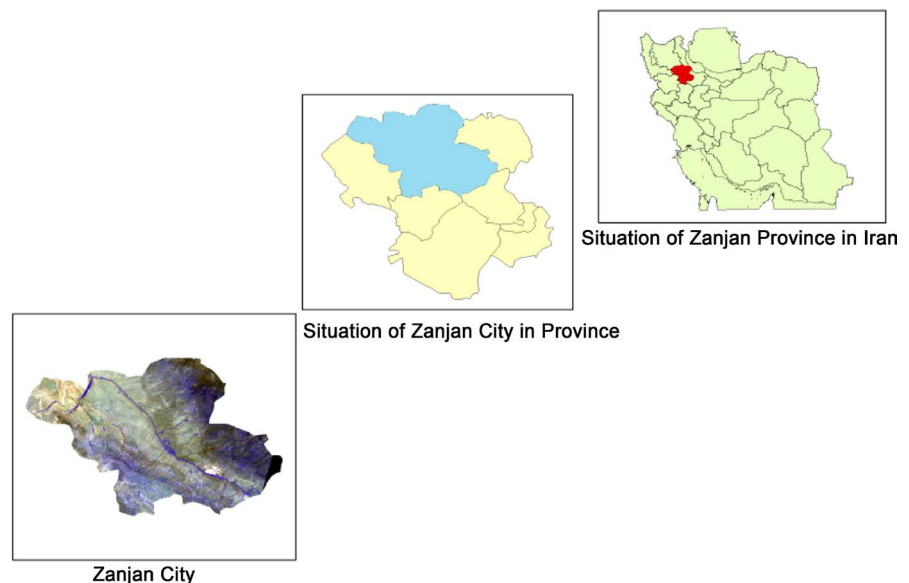 Situation of Zanjan Province in Iran
Situation of Zanjan City in Province
Zanjan City